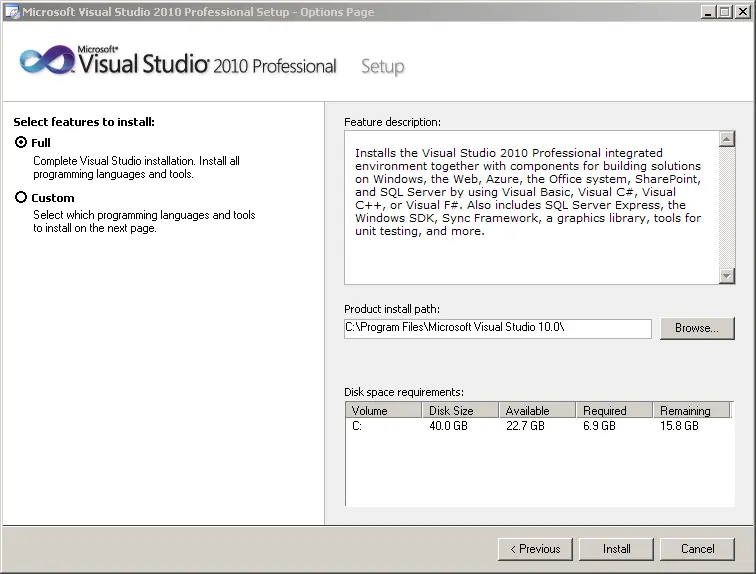 Microsoft Visual Studio 2010 Professional Setup - Options Page
Microsoft®
Visual Studio® 2010 Professional Setup
Select features to install:
Full
Complete Visual Studio installation. Install all
programming languages and tools.
Custom
Select which programming languages and tools
to install on the next page.
Feature description:
Installs the Visual Studio 2010 Professional integrated
environment together with components for building solutions
on Windows, the Web, Azure, the Office system, SharePoint,
and SQL Server by using Visual Basic, Visual C#, Visual
C++, or Visual F#. Also includes SQL Server Express, the
Windows SDK, Sync Framework, a graphics library, tools for
unit testing, and more.
Product install path:
C:\Program Files\Microsoft Visual Studio 10.0\
Browse...
Disk space requirements:
Volume Disk Size Available Required Remaining
C: 40.0 GB 22.7 GB 6.9 GB 15.8 GB
< Previous Install Cancel